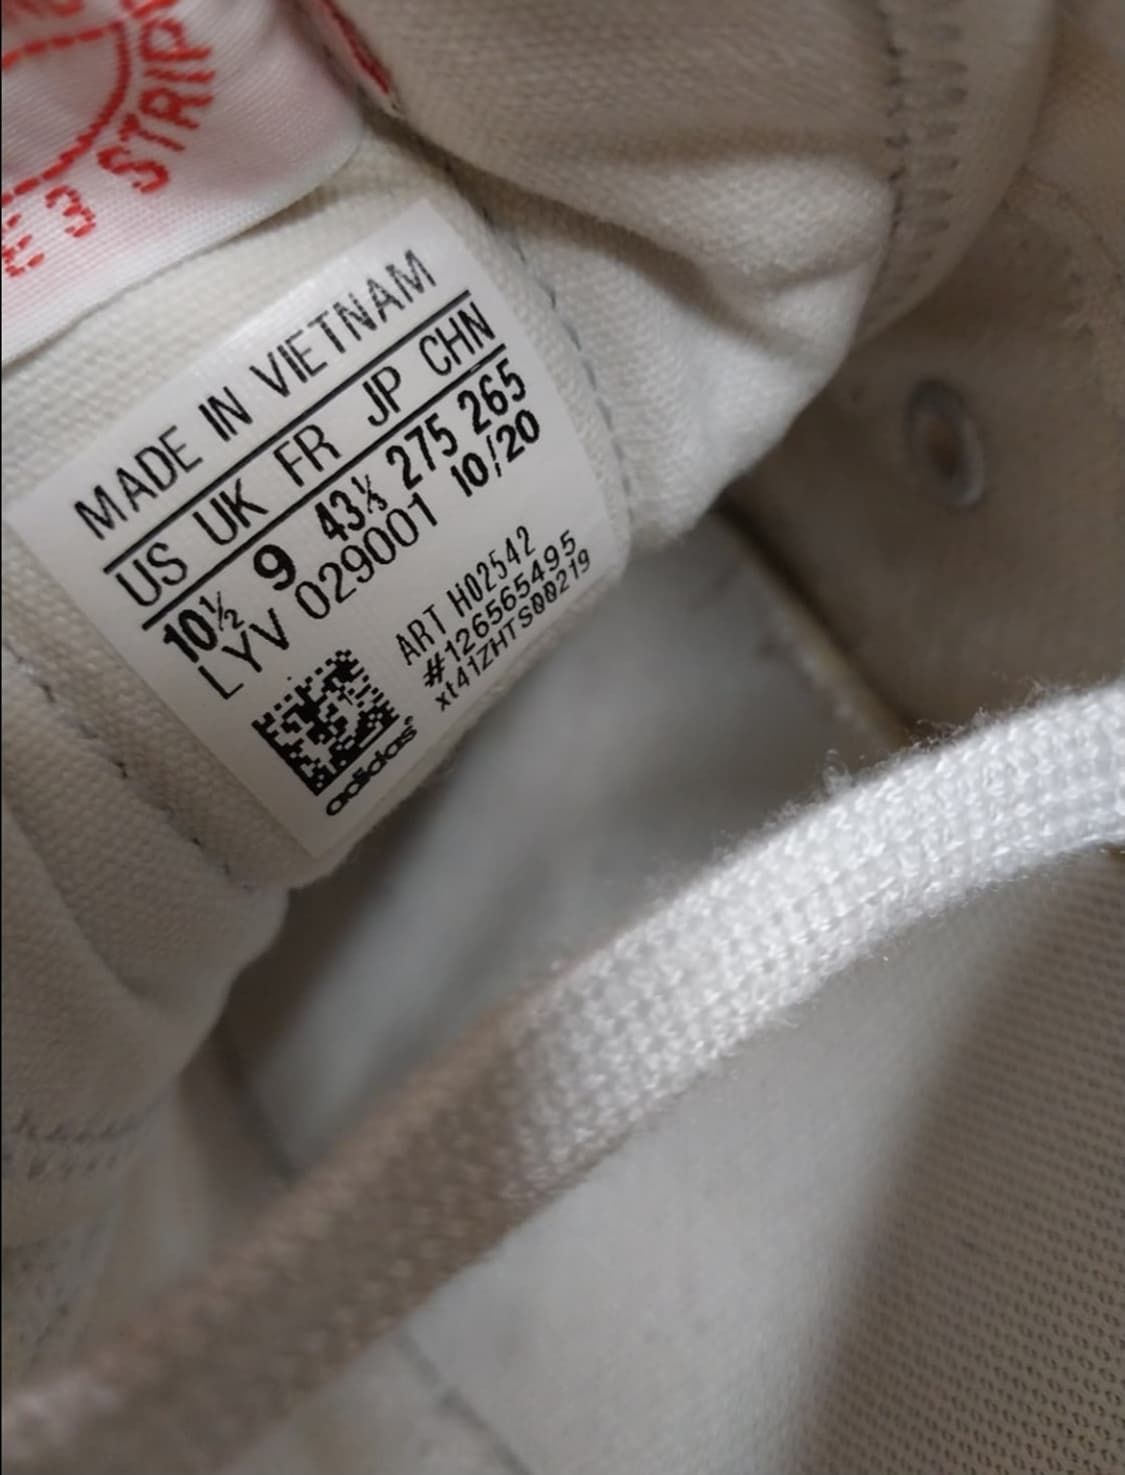 E 3 STRIP
MADE IN VIETNAM
US UK FR JP CHN
10½ 9 43⅓ 275 265
LYV 029001 10/20
ART H02542
#126565495
xt41ZHTS00219
adidas